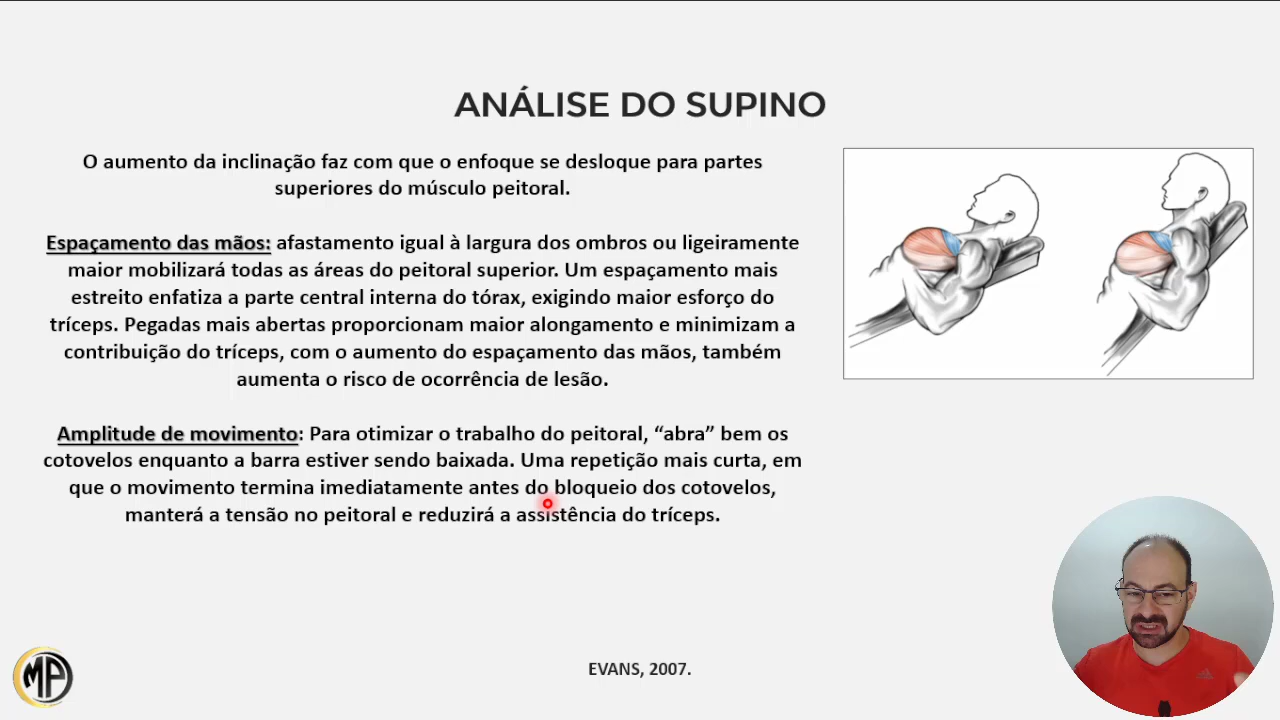 ANÁLISE DO SUPINO
O aumento da inclinação faz com que o enfoque se desloque para partes
superiores do músculo peitoral.
Espaçamento das mãos: afastamento igual à largura dos ombros ou ligeiramente
maior mobilizará todas as áreas do peitoral superior. Um espaçamento mais
estreito enfatiza a parte central interna do tórax, exigindo maior esforço do
tríceps. Pegadas mais abertas proporcionam maior alongamento e minimizam a
contribuição do tríceps, com o aumento do espaçamento das mãos, também
aumenta o risco de ocorrência de lesão.
Amplitude de movimento: Para otimizar o trabalho do peitoral, “abra” bem os
cotovelos enquanto a barra estiver sendo baixada. Uma repetição mais curta, em
que o movimento termina imediatamente antes do bloqueio dos cotovelos,
manterá a tensão no peitoral e reduzirá a assistência do tríceps.
EVANS, 2007.
MP